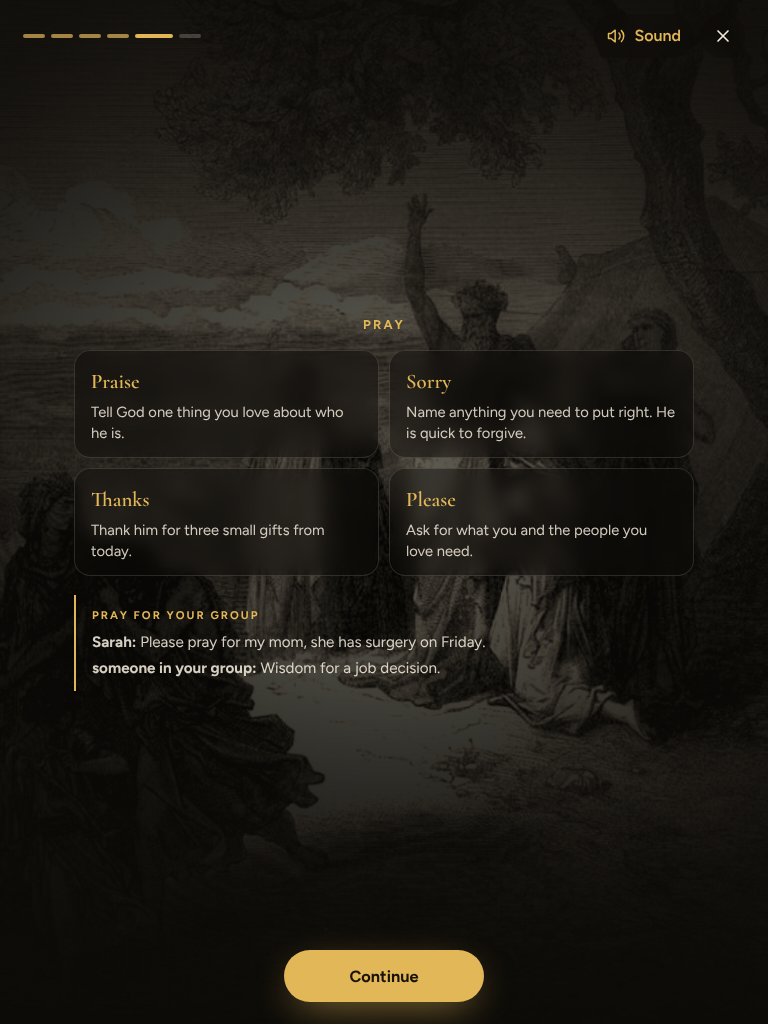 Sound
PRAY
Praise
Tell God one thing you love about who
he is.
Sorry
Name anything you need to put right. He
is quick to forgive.
Thanks
Thank him for three small gifts from
today.
Please
Ask for what you and the people you
love need.
PRAY FOR YOUR GROUP
Sarah: Please pray for my mom, she has surgery on Friday.
someone in your group: Wisdom for a job decision.
Continue